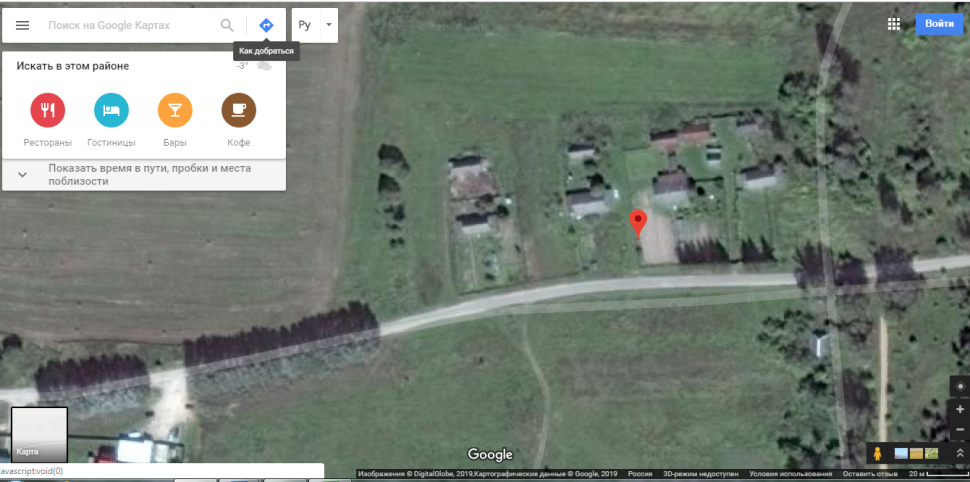 Поиск на Google Картах
Ру
Войти
Как добраться
Искать в этом районе
-3°
Рестораны
Гостиницы
Бары
Кофе
Показать время в пути, пробки и места
поблизости
Карта
Google
avascript:void(0)
Изображения © DigitalGlobe, 2019,Картографические данные © Google, 2019 Россия 3D-режим недоступен Условия использования Оставить отзыв 20 м